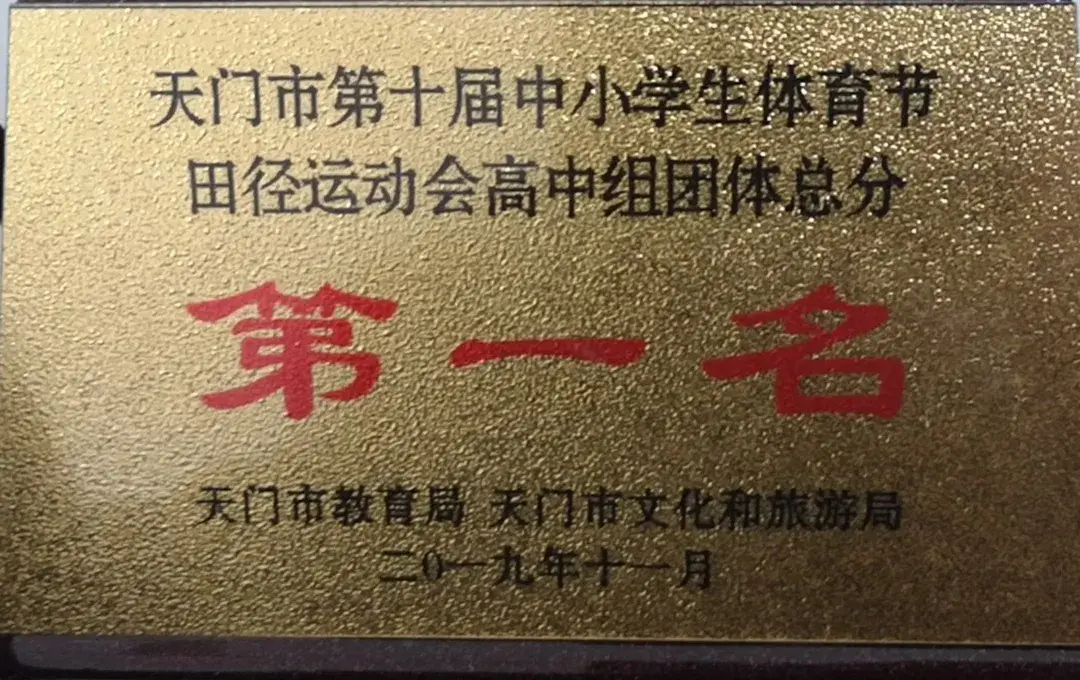 天门市第十届中小学生体育节
田径运动会高中组团体总分
第一名
天门市教育局 天门市文化和旅游局
二0一九年十一月